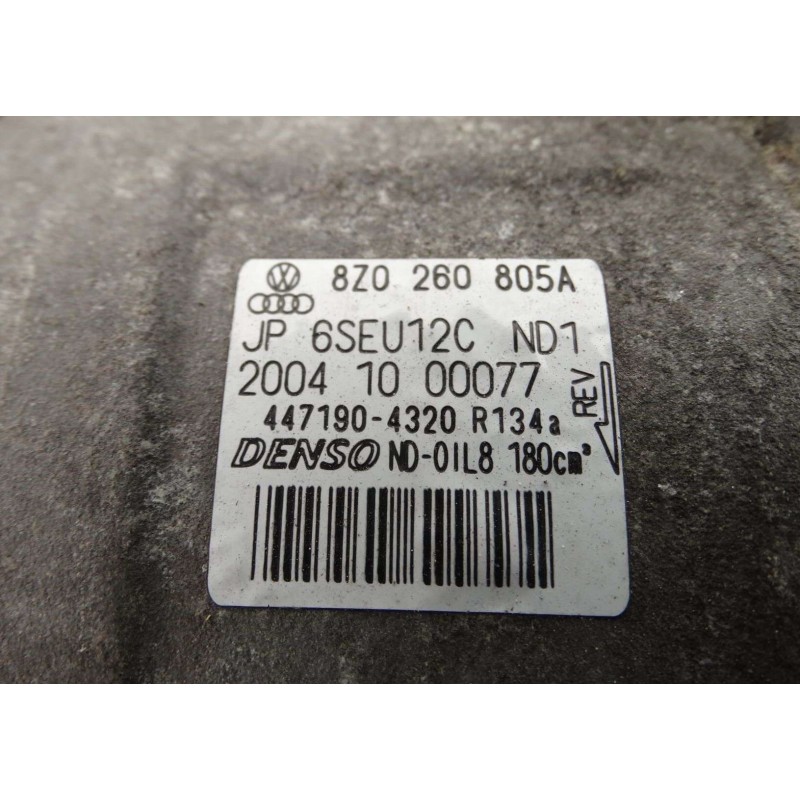 8Z0 260 805A
JP 6SEU12C ND1
2004 10 00077
447190-4320 R134a
DENSO ND-OIL8 180cm³
REV